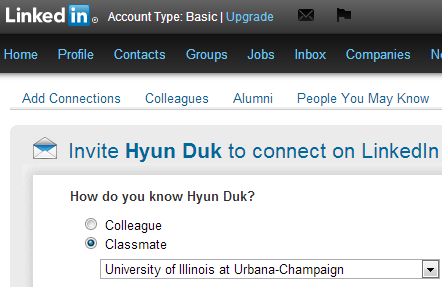 Linked in® Account Type: Basic | Upgrade
Home Profile Contacts Groups Jobs Inbox Companies
Add Connections Colleagues Alumni People You May Know
Invite Hyun Duk to connect on LinkedIn
How do you know Hyun Duk?
Colleague
Classmate
University of Illinois at Urbana-Champaign